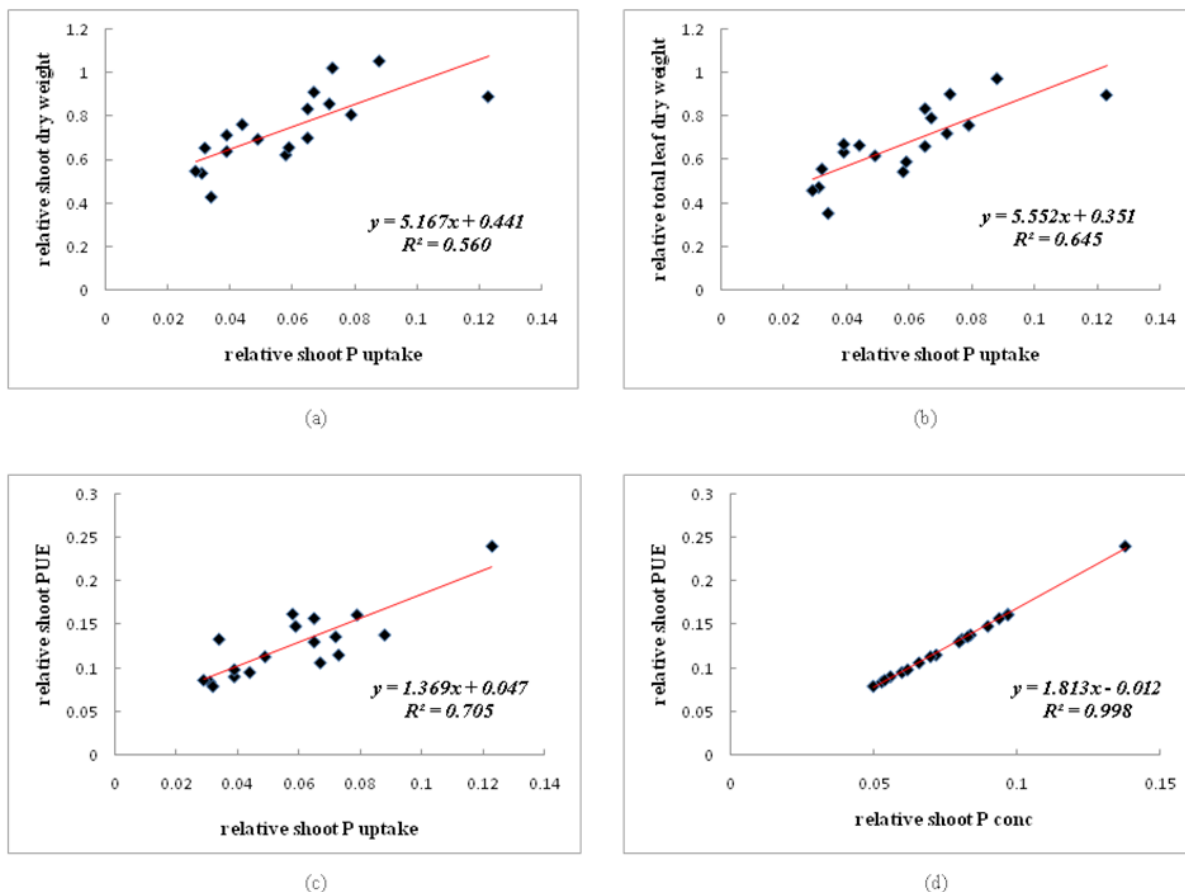 relative shoot dry weight
1.2
1
0.8
0.6
0.4
0.2
0
0 0.02 0.04 0.06 0.08 0.1 0.12 0.14
relative shoot P uptake
y = 5.167x + 0.441
R² = 0.560
(a)
relative total leaf dry weight
1.2
1
0.8
0.6
0.4
0.2
0
0 0.02 0.04 0.06 0.08 0.1 0.12 0.14
relative shoot P uptake
y = 5.552x + 0.351
R² = 0.645
(b)
relative shoot PUE
0.3
0.25
0.2
0.15
0.1
0.05
0
0 0.02 0.04 0.06 0.08 0.1 0.12 0.14
relative shoot P uptake
y = 1.369x + 0.047
R² = 0.705
(c)
relative shoot PUE
0.3
0.25
0.2
0.15
0.1
0.05
0
0 0.05 0.1 0.15
relative shoot P conc
y = 1.813x - 0.012
R² = 0.998
(d)